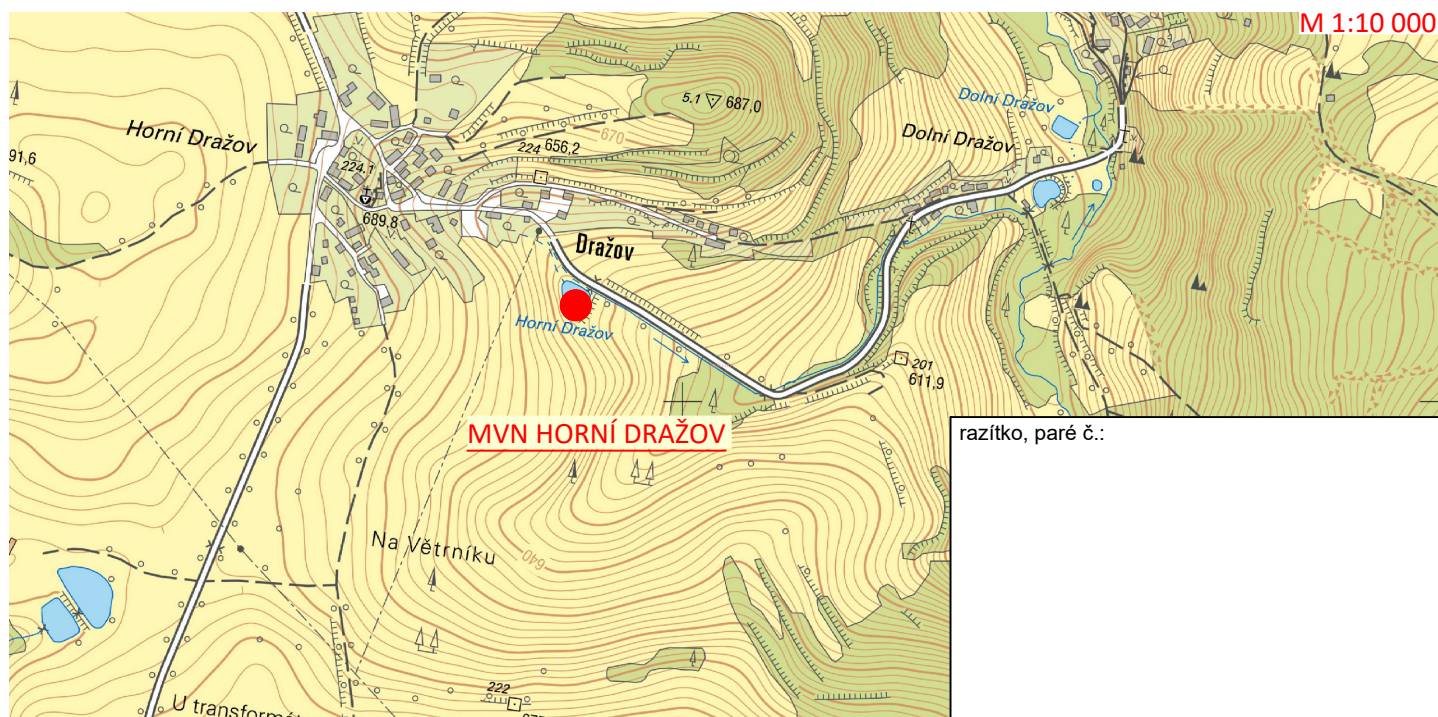 M 1:10 000
5.1 687,0
Dolní Dražov
Horní Dražov
670
Dolní Dražov
91,6
224 656,2
224.1
689,8
Dražov
Horní Dražov
201
611,9
MVN HORNÍ DRAŽOV
razítko, paré č.:
Na Větrníku
640
222